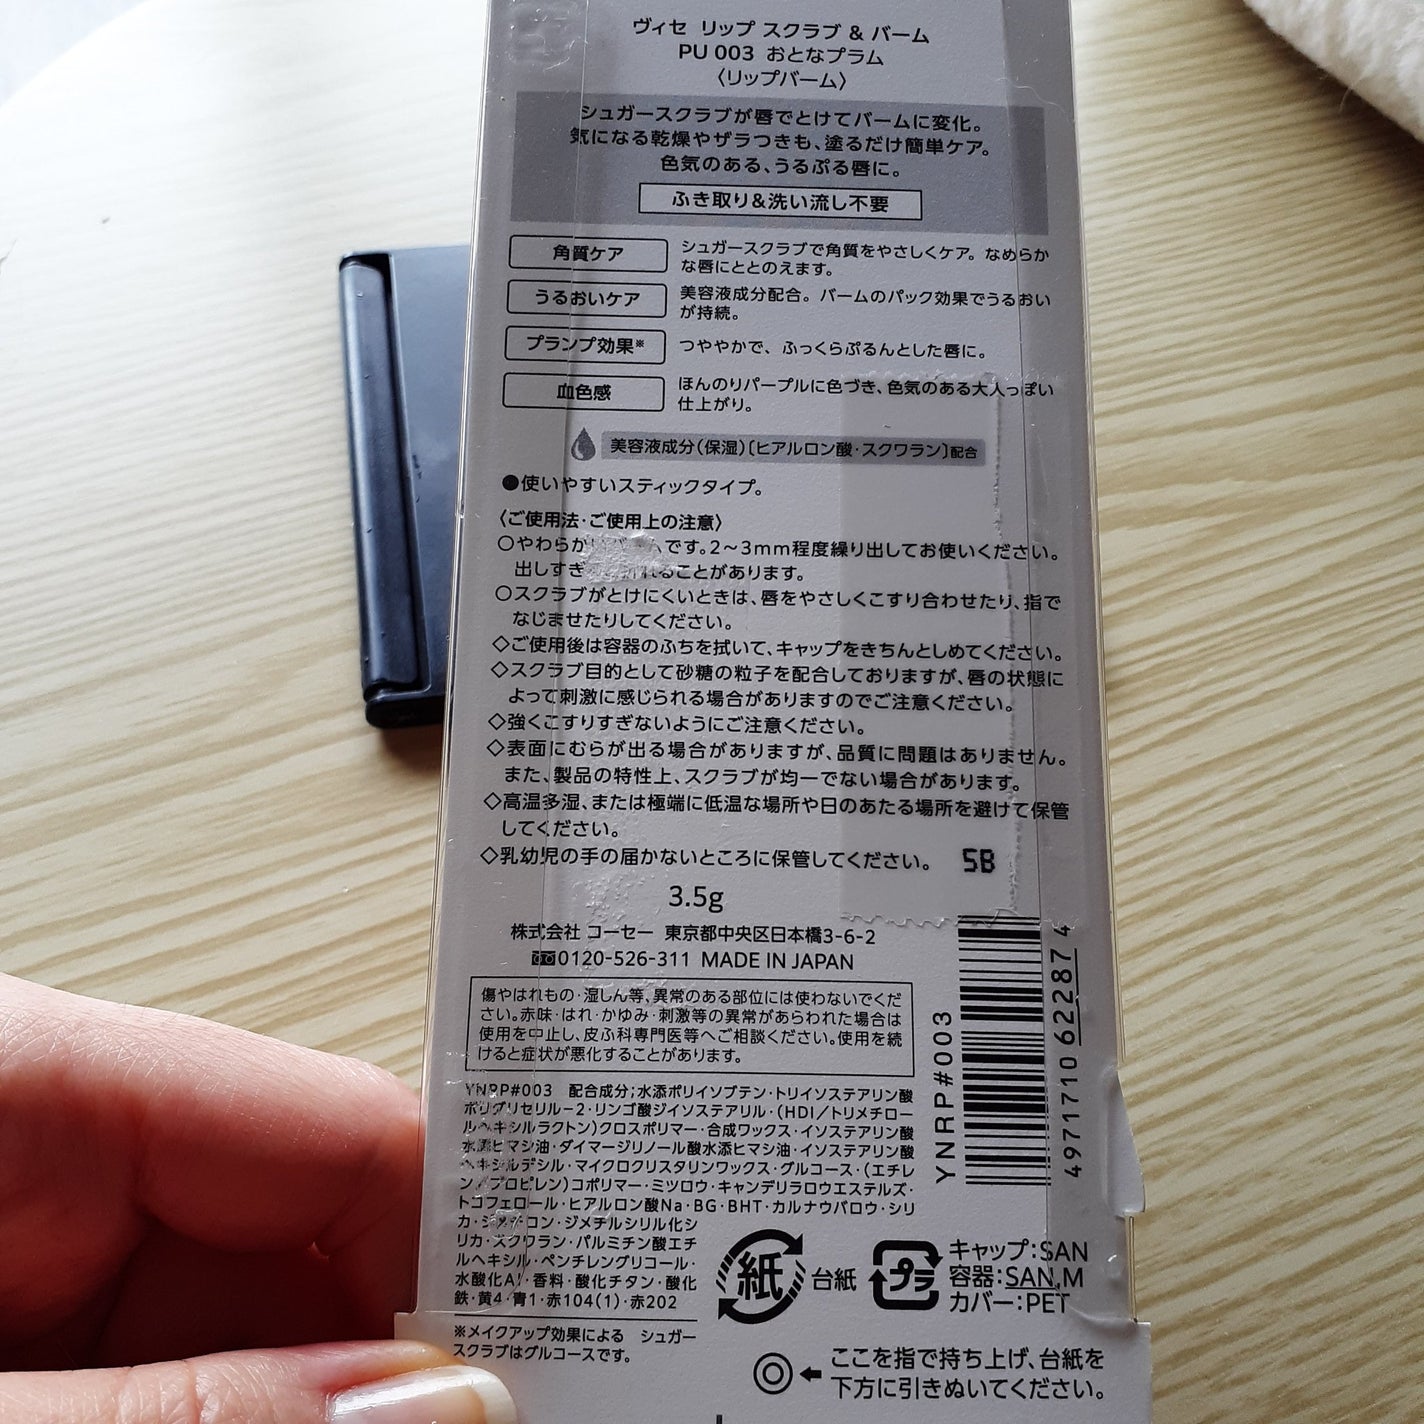 ヴィセ リップ スクラブ & バーム
PU 003 おとなプラム
〈リップバーム〉
シュガースクラブが唇でとけてバームに変化。
気になる乾燥やザラつきも、塗るだけ簡単ケア。
色気のある、うるぷる唇に。
ふき取り&洗い流し不要
角質ケア シュガースクラブで角質をやさしくケア。なめらか
な唇にととのえます。
うるおいケア 美容液成分配合。バームのパック効果でうるおい
が持続。
プランプ効果※ つややかで、ふっくらぷるんとした唇に。
血色感 ほんのりパープルに色づき、色気のある大人っぽい
仕上がり。
美容液成分(保湿)〔ヒアルロン酸・スクワラン〕配合
●使いやすいスティックタイプ。
〈ご使用法・ご使用上の注意〉
○やわらか です。2〜3mm程度繰り出してお使いください。
出しすぎ 折れることがあります。
○スクラブがとけにくいときは、唇をやさしくこすり合わせたり、指で
なじませたりしてください。
◇ご使用後は容器のふちを拭いて、キャップをきちんとしめてください。
◇スクラブ目的として砂糖の粒子を配合しておりますが、唇の状態に
よって刺激に感じられる場合がありますのでご注意ください。
◇強くこすりすぎないようにご注意ください。
◇表面にむらが出る場合がありますが、品質に問題はありません。
また、製品の特性上、スクラブが均一でない場合があります。
◇高温多湿、または極端に低温な場所や日のあたる場所を避けて保管
してください。
◇乳幼児の手の届かないところに保管してください。 5B
3.5g
株式会社 コーセー 東京都中央区日本橋3-6-2
0120-526-311 MADE IN JAPAN
傷やはれもの・湿しん等、異常のある部位には使わないでくだ
さい。赤味・はれ・かゆみ・刺激等の異常があらわれた場合は
使用を中止し、皮ふ科専門医等へご相談ください。使用を続
けると症状が悪化することがあります。
YNRP#003 配合成分;水添ポリイソブテン・トリイソステアリン酸
ポリグリセリル-2・リンゴ酸ジイソステアリル・(HDI/トリメチロー
ルヘキシルラクトン)クロスポリマー・合成ワックス・イソステアリン酸
水添ヒマシ油・ダイマージリノール酸水添ヒマシ油・イソステアリン酸
ヘキシルデシル・マイクロクリスタリンワックス・グルコース・(エチレ
ン/プロピレン)コポリマー・ミツロウ・キャンデリラロウエステルズ・
トコフェロール・ヒアルロン酸Na・BG・BHT・カルナウバロウ・シリ
カ・ジメチコン・ジメチルシリル化シ
リカ・スクワラン・パルミチン酸エチ
ルヘキシル・ペンチレングリコール・
水酸化Al・香料・酸化チタン・酸化
鉄・黄4・青1・赤104(1)・赤202
※メイクアップ効果による シュガー
スクラブはグルコースです。
YNRP#003
4971710 622874
紙 台紙
プラ キャップ:SAN
容器:SAN,M
カバー:PET
◎←ここを指で持ち上げ、台紙を
下方に引きぬいてください。